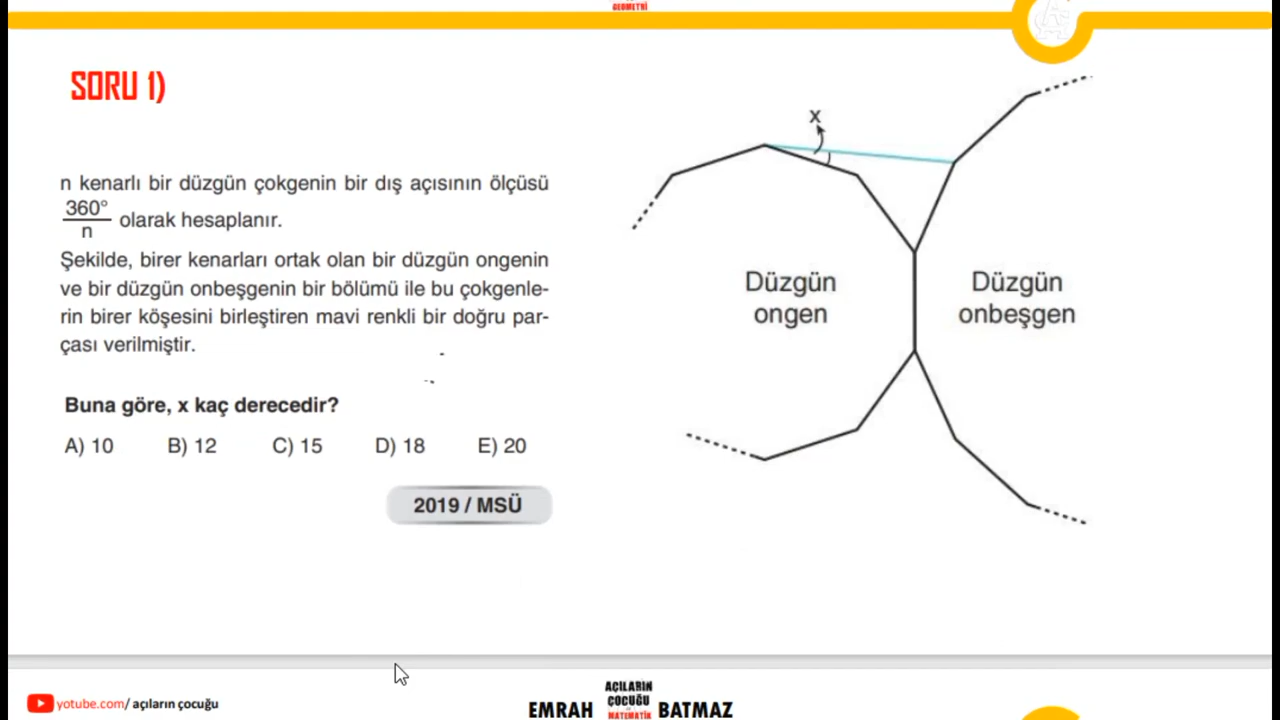 GEOMETRİ
SORU 1)
n kenarlı bir düzgün çokgenin bir dış açısının ölçüsü
360°
n
olarak hesaplanır.
Şekilde, birer kenarları ortak olan bir düzgün ongenin
ve bir düzgün onbeşgenin bir bölümü ile bu çokgenle-
rin birer köşesini birleştiren mavi renkli bir doğru par-
çası verilmiştir.
Buna göre, x kaç derecedir?
A) 10 B) 12 C) 15 D) 18 E) 20
2019 / MSÜ
x
Düzgün
ongen
Düzgün
onbeşgen
yotube.com/ açıların çocuğu
EMRAH
AÇILARIN
ÇOCUĞU
MATEMATİK
BATMAZ